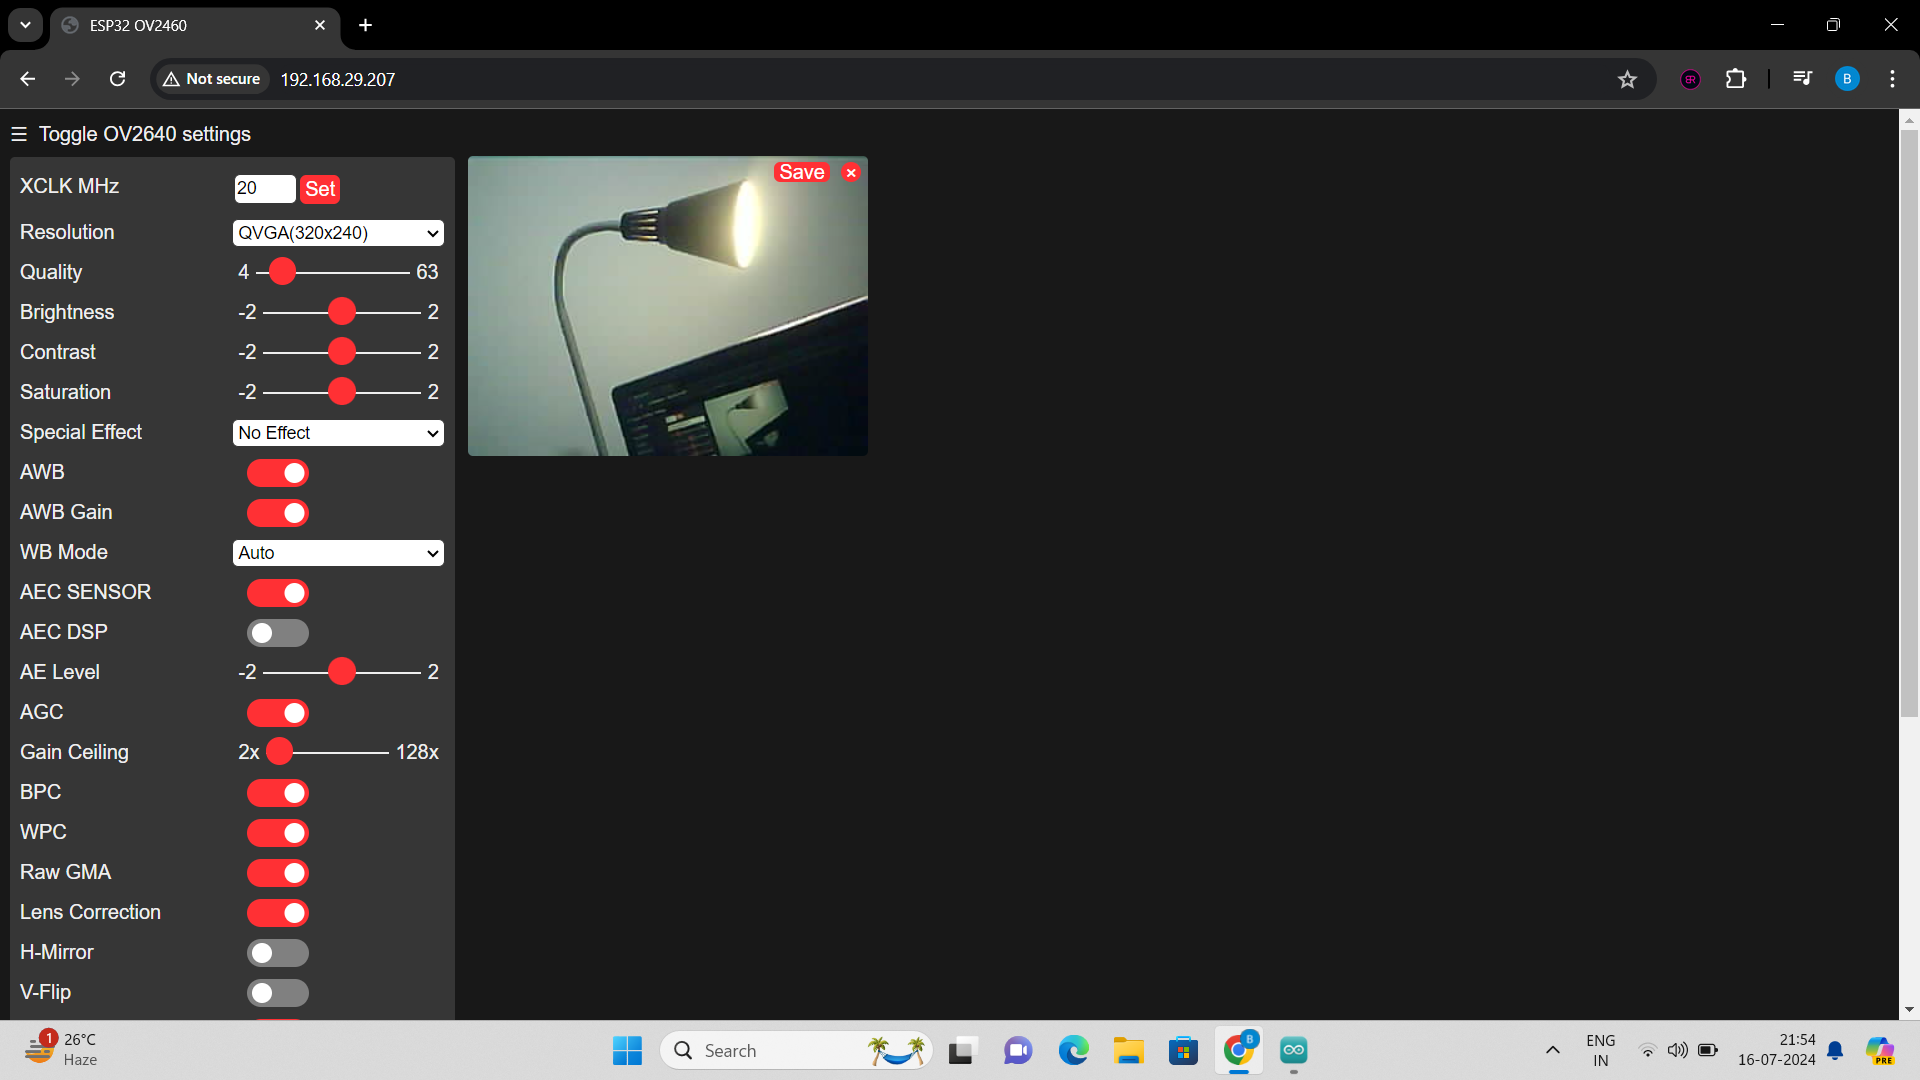 ESP32 OV2460
Not secure 192.168.29.207
B
Toggle OV2640 settings
XCLK MHz 20 Set
Resolution QVGA(320x240)
Quality 4 63
Brightness -2 2
Contrast -2 2
Saturation -2 2
Special Effect No Effect
AWB
AWB Gain
WB Mode Auto
AEC SENSOR
AEC DSP
AE Level -2 2
AGC
Gain Ceiling 2x 128x
BPC
WPC
Raw GMA
Lens Correction
H-Mirror
V-Flip
Save
1
26°C
Haze
Search
B
ENG
IN
21:54
16-07-2024
PRE